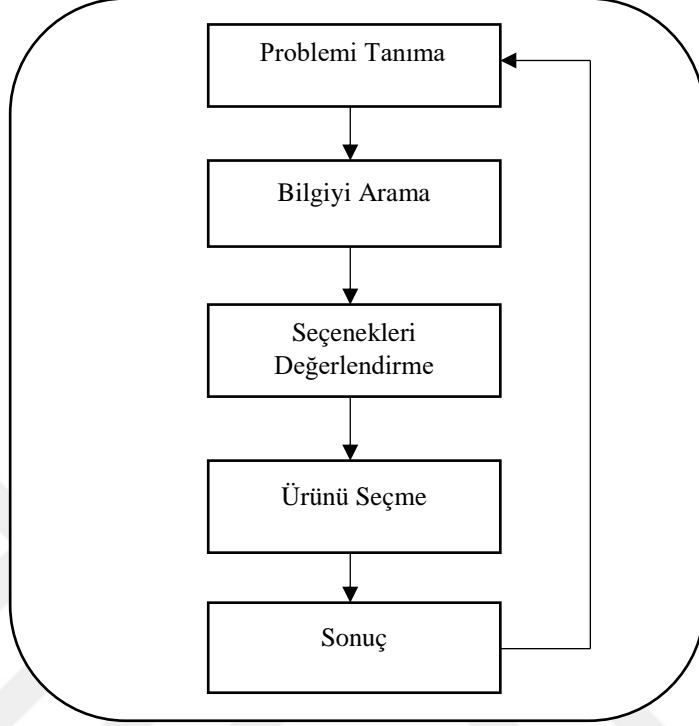 Problemi Tanıma
Bilgiyi Arama
Seçenekleri
Değerlendirme
Ürünü Seçme
Sonuç